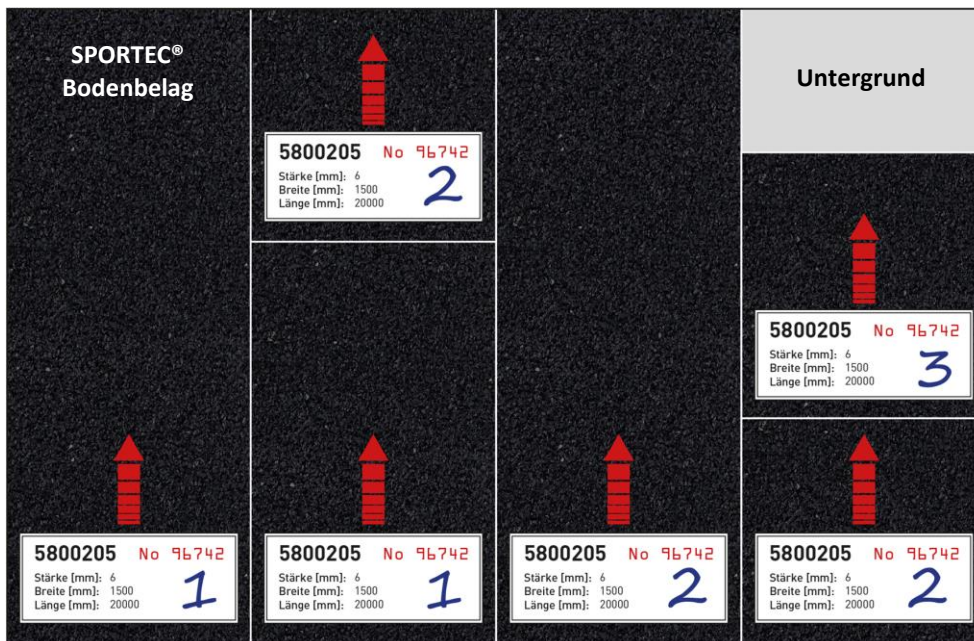 SPORTEC®
Bodenbelag
5800205 No 96742
Stärke [mm]: 6
Breite [mm]: 1500
Länge [mm]: 20000
2
Untergrund
5800205 No 96742
Stärke [mm]: 6
Breite [mm]: 1500
Länge [mm]: 20000
3
5800205 No 96742
Stärke [mm]: 6
Breite [mm]: 1500
Länge [mm]: 20000
1
5800205 No 96742
Stärke [mm]: 6
Breite [mm]: 1500
Länge [mm]: 20000
1
5800205 No 96742
Stärke [mm]: 6
Breite [mm]: 1500
Länge [mm]: 20000
2
5800205 No 96742
Stärke [mm]: 6
Breite [mm]: 1500
Länge [mm]: 20000
2